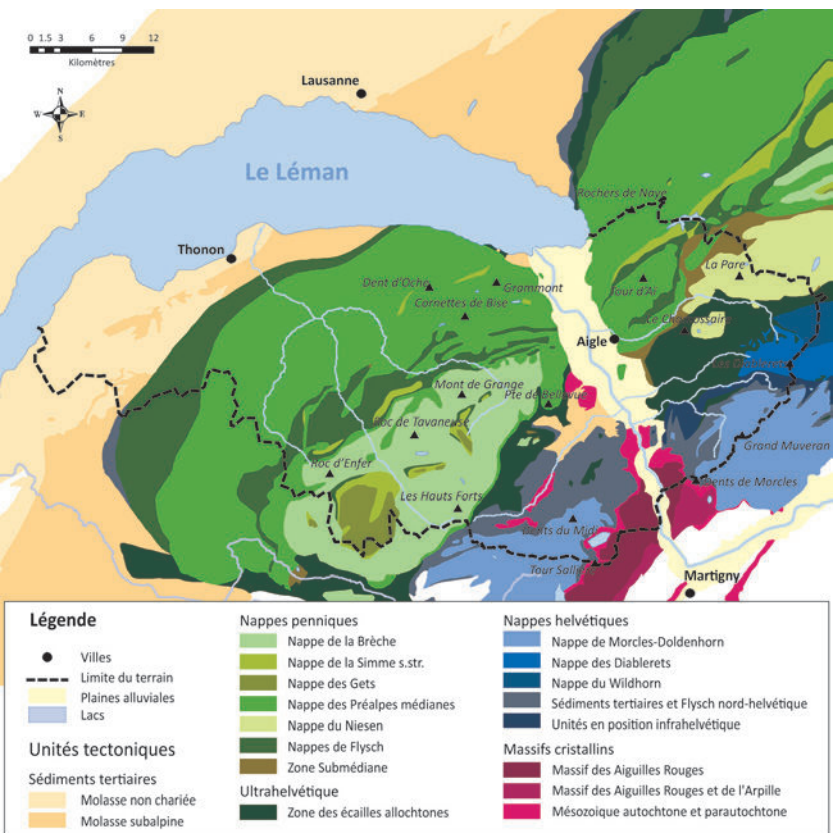 0 1.5 3 6 9 12
Kilomètres
N
W E
S
Lausanne
Le Léman
Thonon
Rochers de Naye
Dent d'Oche
Grammont
Cornettes de Bise
Tour d'Aï
La Pare
Le Chamossaire
Aigle
Les Diablerets
Mont de Grange
Pte de Bellevue
Roc de Tavaneuse
Grand Muveran
Roc d'Enfer
Dents de Morcles
Les Hauts Forts
Dents du Midi
Tour Sallière
Martigny
Légende
Villes
Limite du terrain
Plaines alluviales
Lacs
Unités tectoniques
Sédiments tertiaires
Molasse non chariée
Molasse subalpine
Nappes penniques
Nappe de la Brèche
Nappe de la Simme s.str.
Nappe des Gets
Nappe des Préalpes médianes
Nappe du Niesen
Nappes de Flysch
Zone Submédiane
Ultrahelvétique
Zone des écailles allochtones
Nappes helvétiques
Nappe de Morcles-Doldenhorn
Nappe des Diablerets
Nappe du Wildhorn
Sédiments tertiaires et Flysch nord-helvétique
Unités en position infrahelvétique
Massifs cristallins
Massif des Aiguilles Rouges
Massif des Aiguilles Rouges et de l'Arpille
Mésozoique autochtone et parautochtone